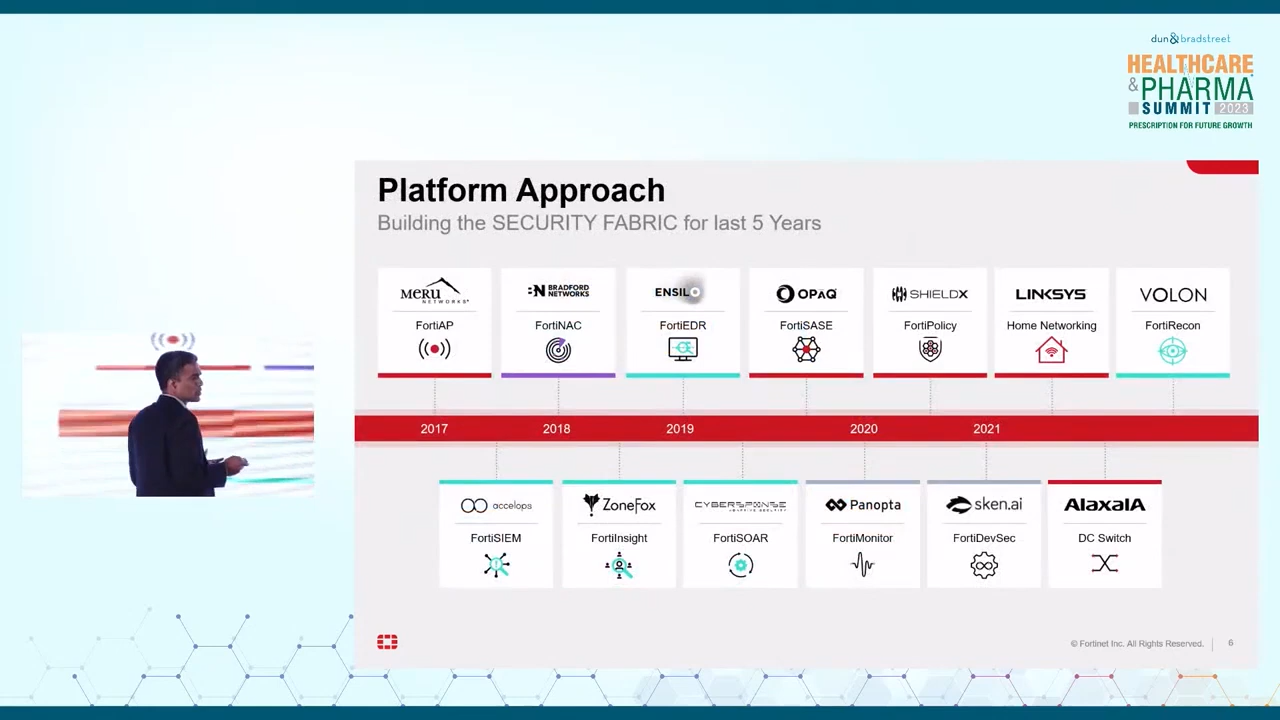 dun&bradstreet
HEALTHCARE
& PHARMA
SUMMIT 2023
PRESCRIPTION FOR FUTURE GROWTH
Platform Approach
Building the SECURITY FABRIC for last 5 Years
MERU NETWORKS
FortiAP
BRADFORD NETWORKS
FortiNAC
ENSILO
FortiEDR
OPAQ
FortiSASE
SHIELDX
FortiPolicy
LINKSYS
Home Networking
VOLON
FortiRecon
2017 2018 2019 2020 2021
accelops
FortiSIEM
ZoneFox
FortiInsight
CYBERSPONSE
FortiSOAR
Panopta
FortiMonitor
sken.ai
FortiDevSec
AlaxalA
DC Switch
© Fortinet Inc. All Rights Reserved. 6